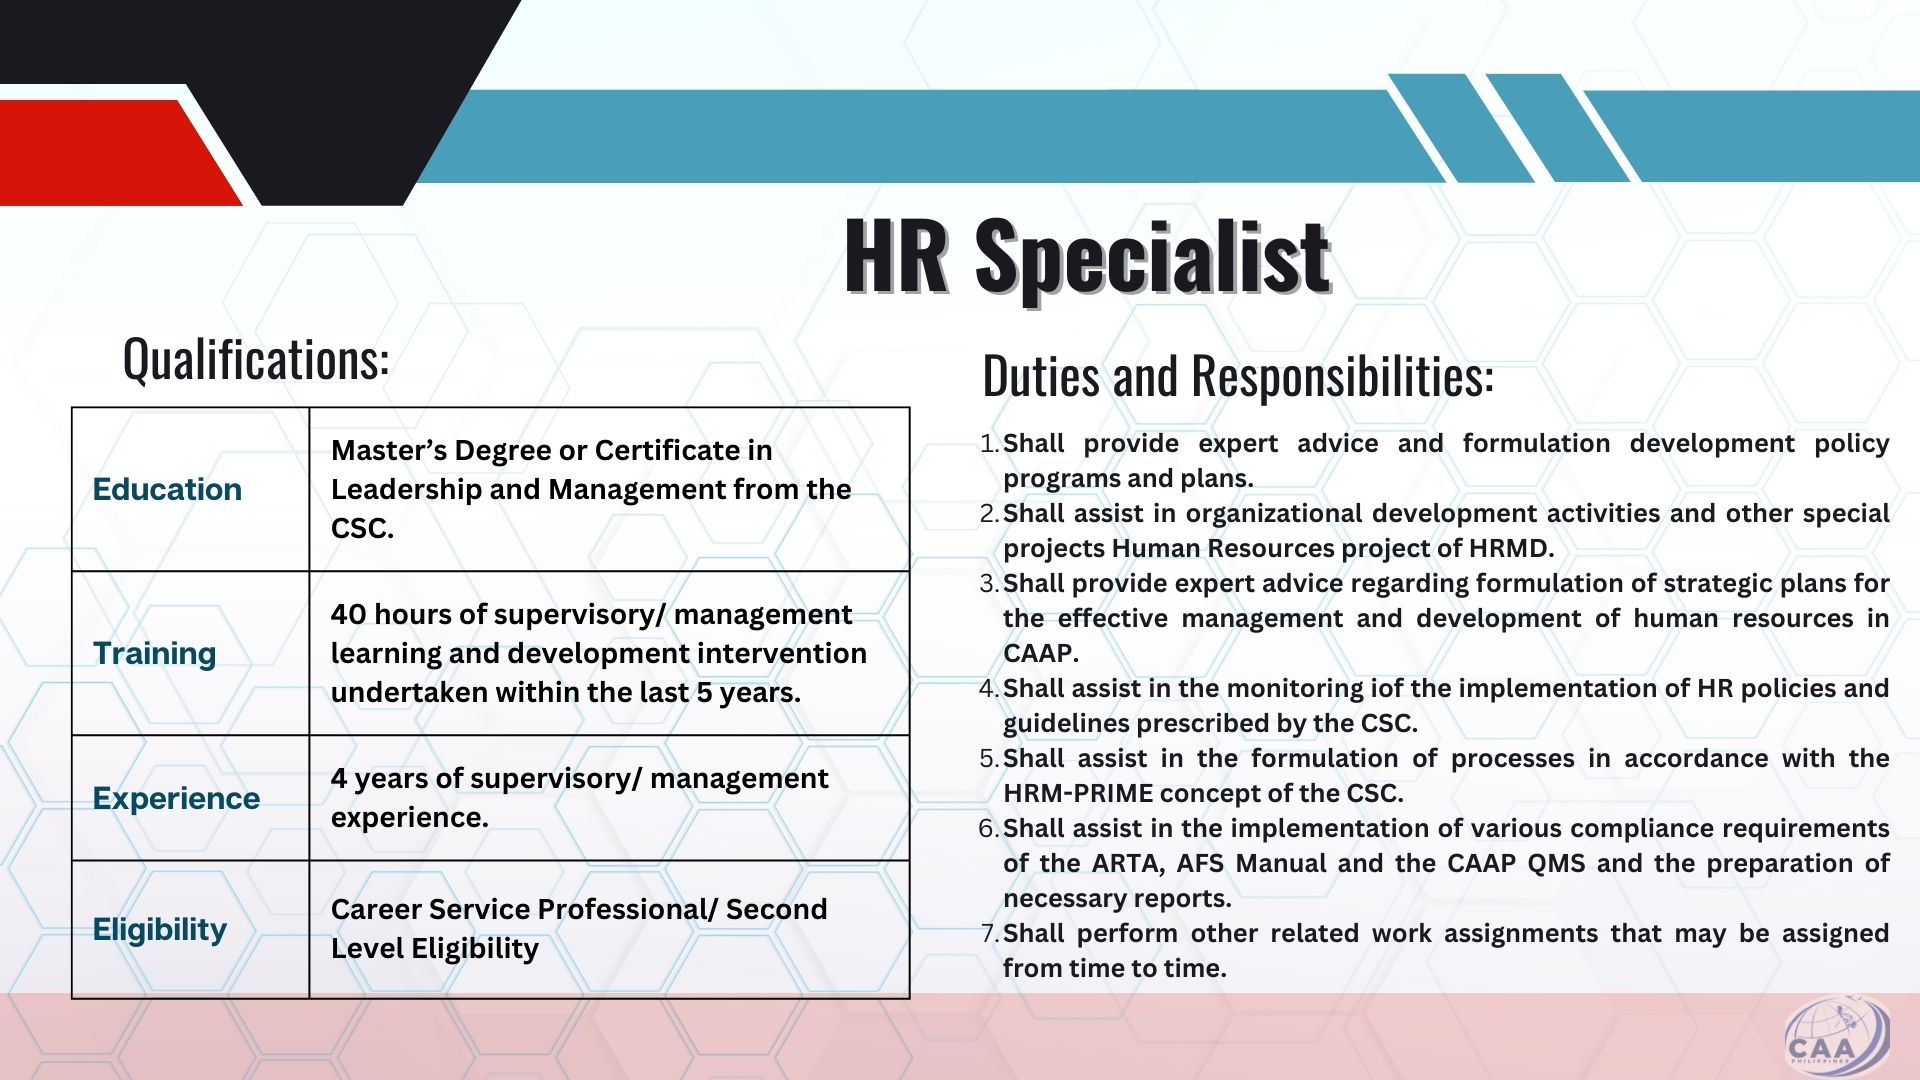 HR Specialist
Qualifications:
Education
Master’s Degree or Certificate in
Leadership and Management from the
CSC.
Training
40 hours of supervisory/ management
learning and development intervention
undertaken within the last 5 years.
Experience
4 years of supervisory/ management
experience.
Eligibility
Career Service Professional/ Second
Level Eligibility
Duties and Responsibilities:
1. Shall provide expert advice and formulation development policy
programs and plans.
2. Shall assist in organizational development activities and other special
projects Human Resources project of HRMD.
3. Shall provide expert advice regarding formulation of strategic plans for
the effective management and development of human resources in
CAAP.
4. Shall assist in the monitoring iof the implementation of HR policies and
guidelines prescribed by the CSC.
5. Shall assist in the formulation of processes in accordance with the
HRM-PRIME concept of the CSC.
6. Shall assist in the implementation of various compliance requirements
of the ARTA, AFS Manual and the CAAP QMS and the preparation of
necessary reports.
7. Shall perform other related work assignments that may be assigned
from time to time.
CAA
PHILIPPINES